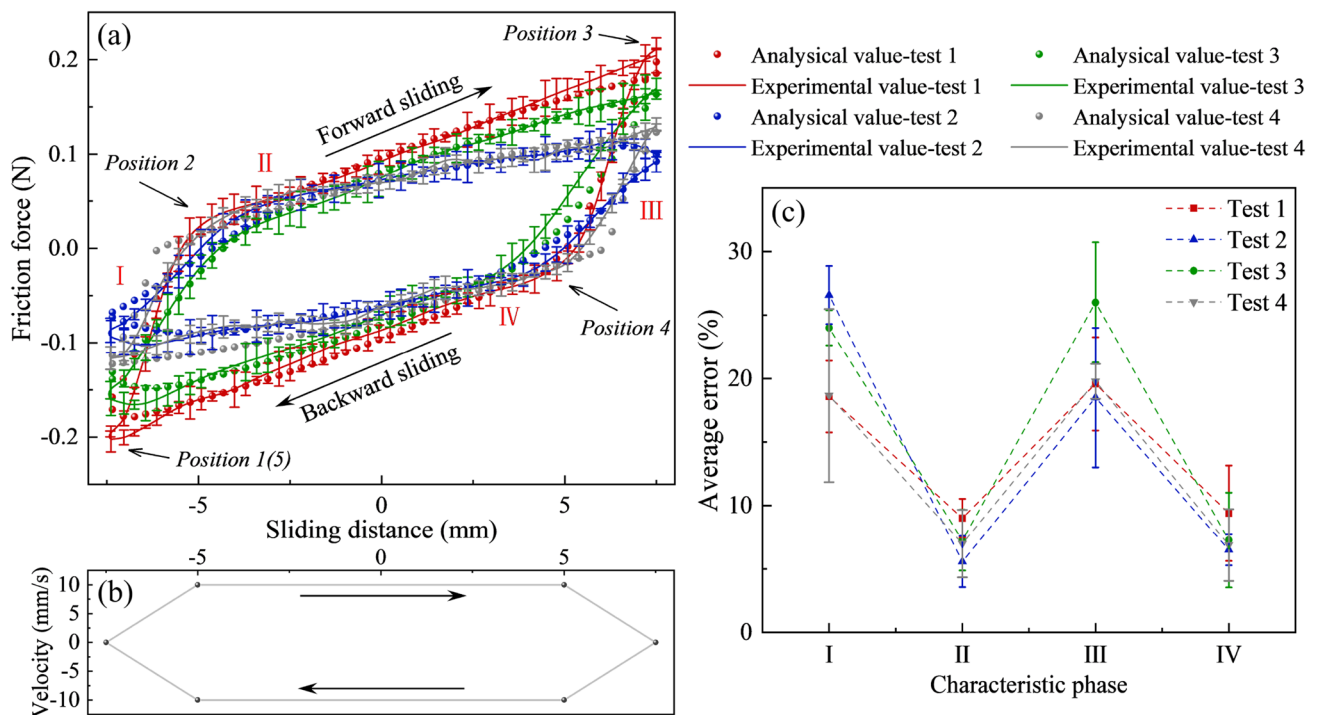 (a)
Position 3
Forward sliding
Position 2
II
I
III
IV
Position 4
Backward sliding
Position 1(5)
Friction force (N)
0.2
0.1
0.0
-0.1
-0.2
-5
0
5
Sliding distance (mm)
-5
0
5
(b)
Velocity (mm/s)
10
5
0
-5
-10
Analysical value-test 1
Experimental value-test 1
Analysical value-test 2
Experimental value-test 2
Analysical value-test 3
Experimental value-test 3
Analysical value-test 4
Experimental value-test 4
(c)
Test 1
Test 2
Test 3
Test 4
Average error (%)
30
20
10
0
I
II
III
IV
Characteristic phase